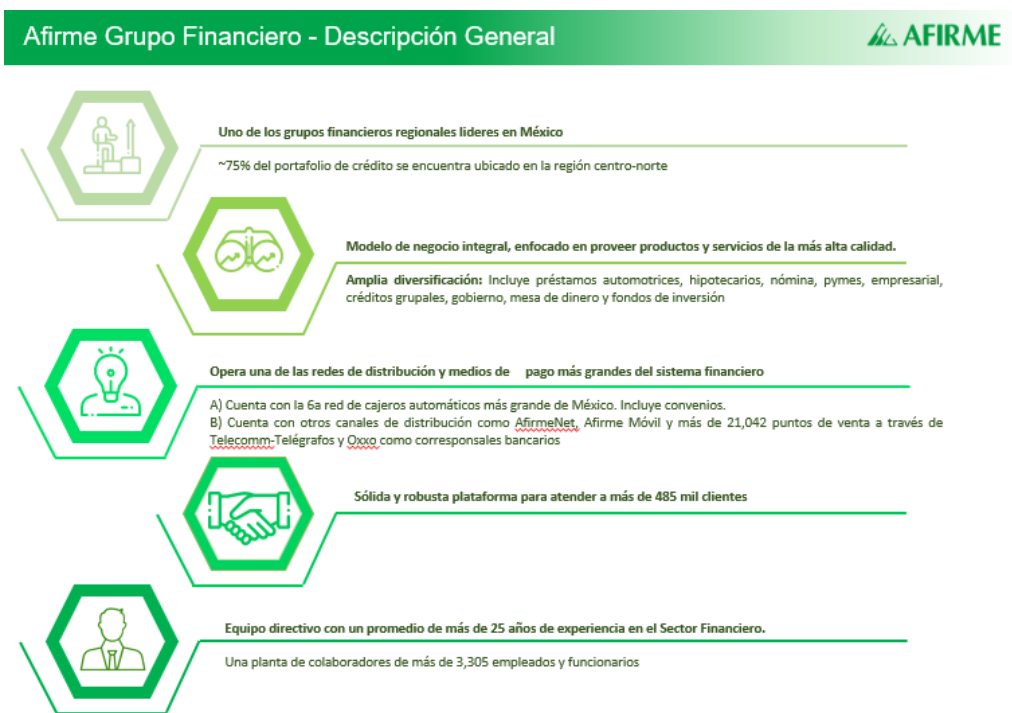 Afirme Grupo Financiero - Descripción General
AFIRME
Uno de los grupos financieros regionales lideres en México
~75% del portafolio de crédito se encuentra ubicado en la región centro-norte
Modelo de negocio integral, enfocado en proveer productos y servicios de la más alta calidad.
Amplia diversificación: Incluye préstamos automotrices, hipotecarios, nómina, pymes, empresarial,
créditos grupales, gobierno, mesa de dinero y fondos de inversión
Opera una de las redes de distribución y medios de pago más grandes del sistema financiero
A) Cuenta con la 6a red de cajeros automáticos más grande de México. Incluye convenios.
B) Cuenta con otros canales de distribución como AfirmeNet, Afirme Móvil y más de 21,042 puntos de venta a través de
Telecomm-Telégrafos y Oxxo como corresponsales bancarios
Sólida y robusta plataforma para atender a más de 485 mil clientes
Equipo directivo con un promedio de más de 25 años de experiencia en el Sector Financiero.
Una planta de colaboradores de más de 3,305 empleados y funcionarios